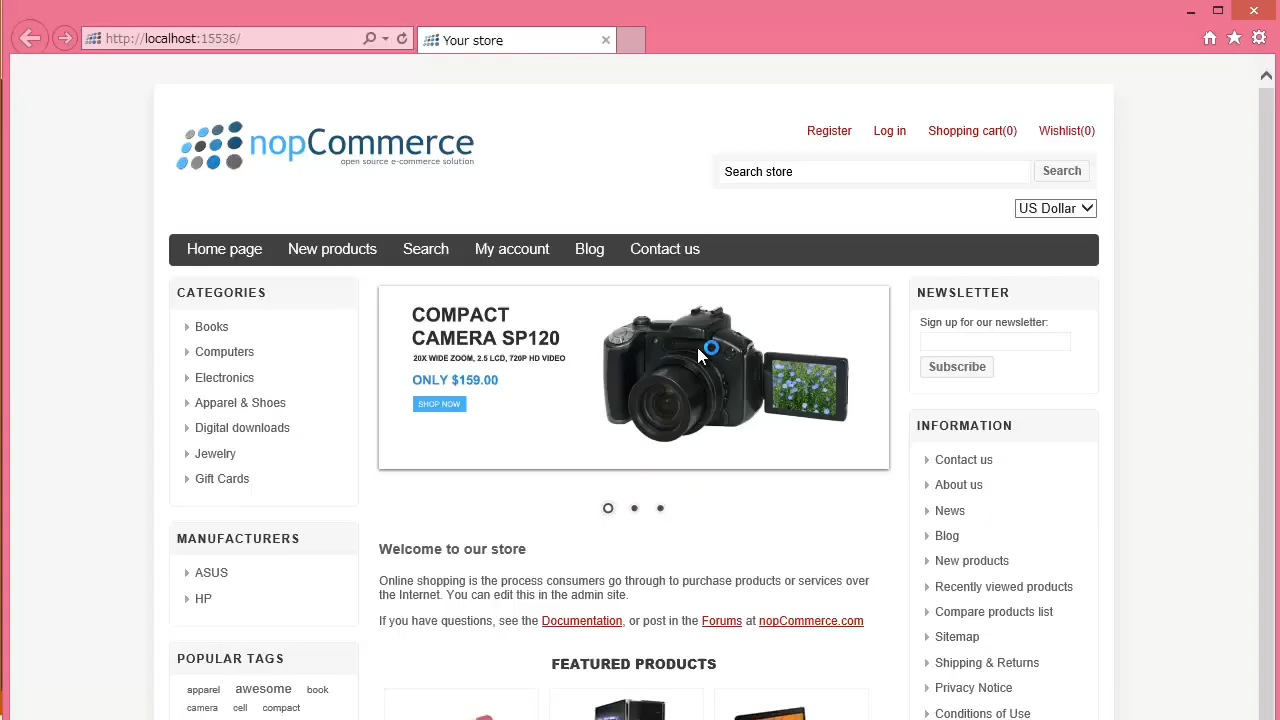 http://localhost:15536/
Your store
nopCommerce
open source e-commerce solution
Register Log in Shopping cart(0) Wishlist(0)
Search store Search
US Dollar
Home page New products Search My account Blog Contact us
CATEGORIES
Books
Computers
Electronics
Apparel & Shoes
Digital downloads
Jewelry
Gift Cards
MANUFACTURERS
ASUS
HP
POPULAR TAGS
apparel awesome book
camera cell compact
COMPACT
CAMERA SP120
20X WIDE ZOOM, 2.5 LCD, 720P HD VIDEO
ONLY $159.00
SHOP NOW
Welcome to our store
Online shopping is the process consumers go through to purchase products or services over
the Internet. You can edit this in the admin site.
If you have questions, see the Documentation, or post in the Forums at nopCommerce.com
FEATURED PRODUCTS
NEWSLETTER
Sign up for our newsletter:
Subscribe
INFORMATION
Contact us
About us
News
Blog
New products
Recently viewed products
Compare products list
Sitemap
Shipping & Returns
Privacy Notice
Conditions of Use